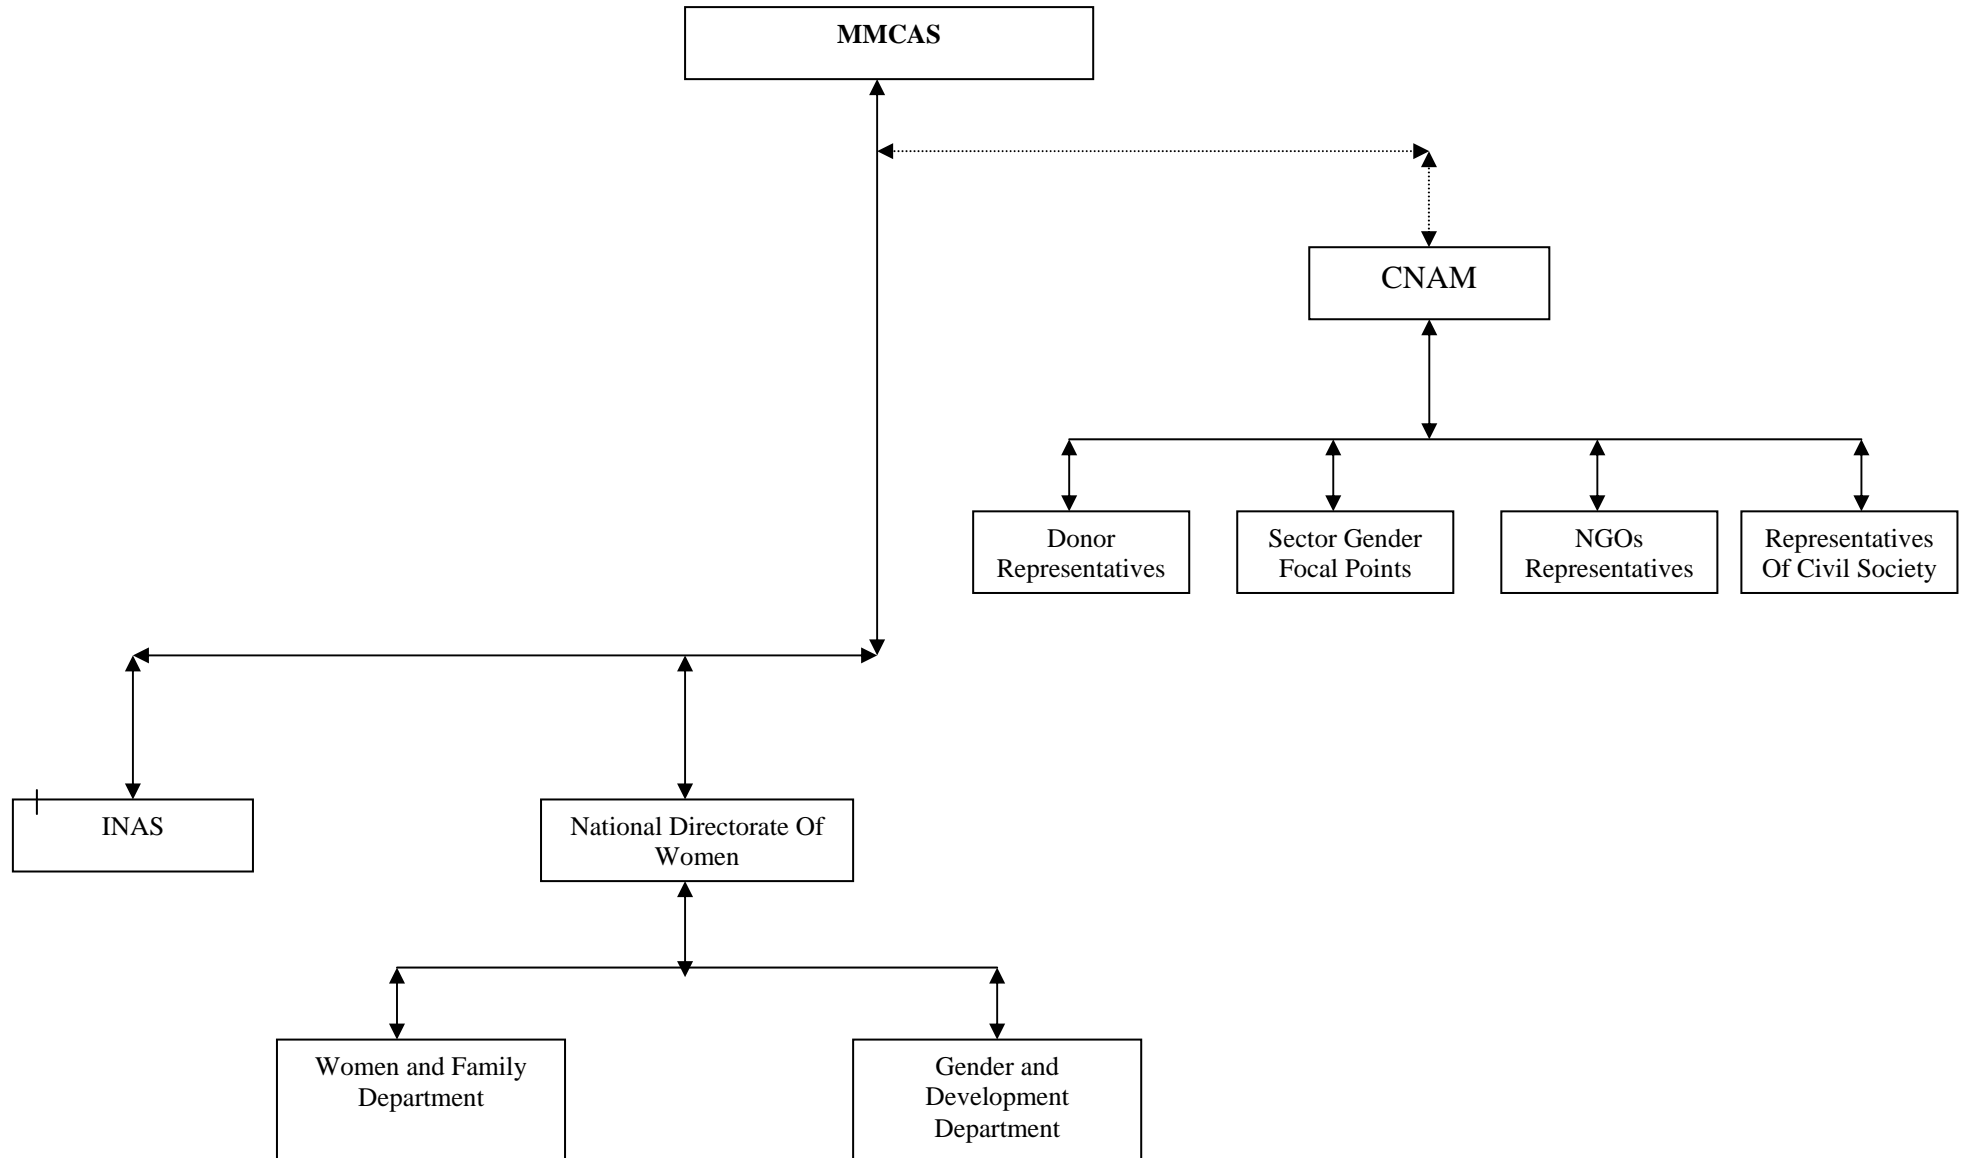 MMCAS
CNAM
Donor
Representatives
Sector Gender
Focal Points
NGOs
Representatives
Representatives
Of Civil Society
INAS
National Directorate Of
Women
Women and Family
Department
Gender and
Development
Department